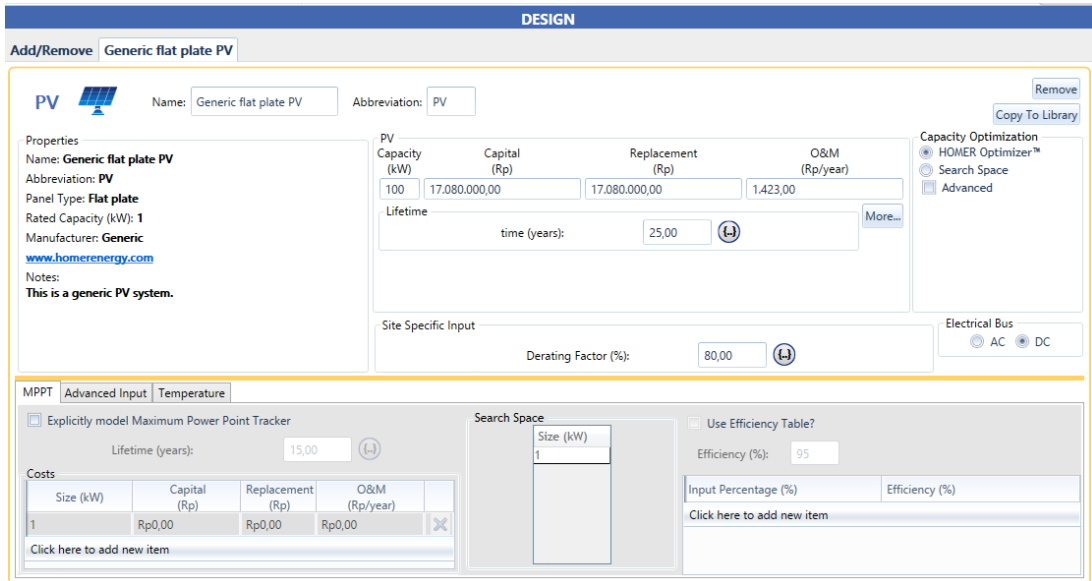 DESIGN
Add/Remove Generic flat plate PV
PV Name: Generic flat plate PV Abbreviation: PV
Remove
Copy To Library
Properties
Name: Generic flat plate PV
Abbreviation: PV
Panel Type: Flat plate
Rated Capacity (kW): 1
Manufacturer: Generic
www.homerenergy.com
Notes:
This is a generic PV system.
PV
Capacity (kW) Capital (Rp) Replacement (Rp) O&M (Rp/year)
100 17.080.000,00 17.080.000,00 1.423,00
Lifetime
time (years): 25,00 {..}
More...
Site Specific Input
Derating Factor (%): 80,00 {..}
Capacity Optimization
HOMER Optimizer™
Search Space
Advanced
Electrical Bus
AC DC
MPPT Advanced Input Temperature
Explicitly model Maximum Power Point Tracker
Lifetime (years): 15,00 {..}
Costs
Size (kW) Capital (Rp) Replacement (Rp) O&M (Rp/year)
1 Rp0,00 Rp0,00 Rp0,00
Click here to add new item
Search Space
Size (kW)
1
Use Efficiency Table?
Efficiency (%): 95
Input Percentage (%) Efficiency (%)
Click here to add new item